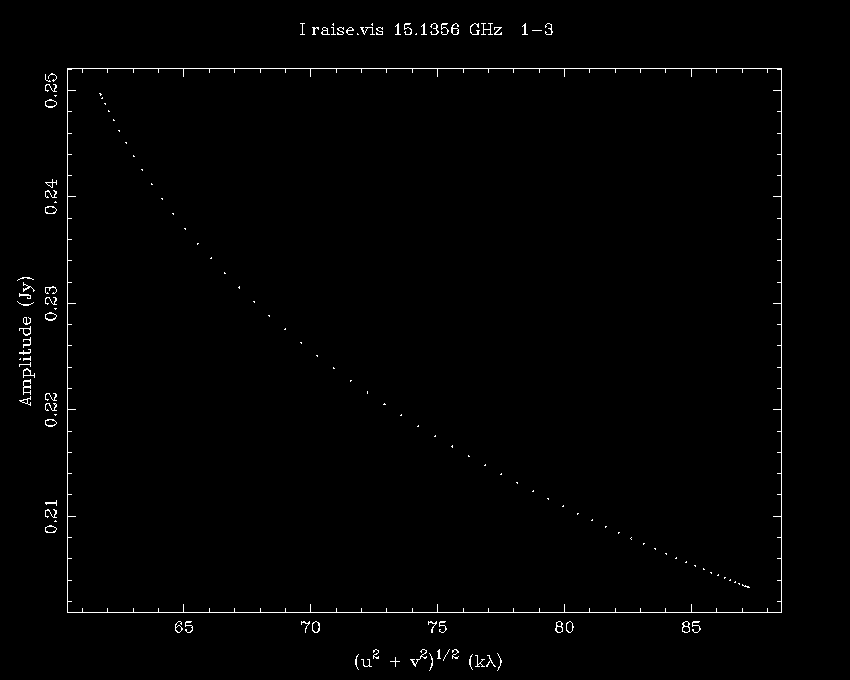 I raise.vis 15.1356 GHz 1-3
0.25
0.24
0.23
0.22
0.21
Amplitude (Jy)
65 70 75 80 85
(u² + v²)^1/2 (kλ)